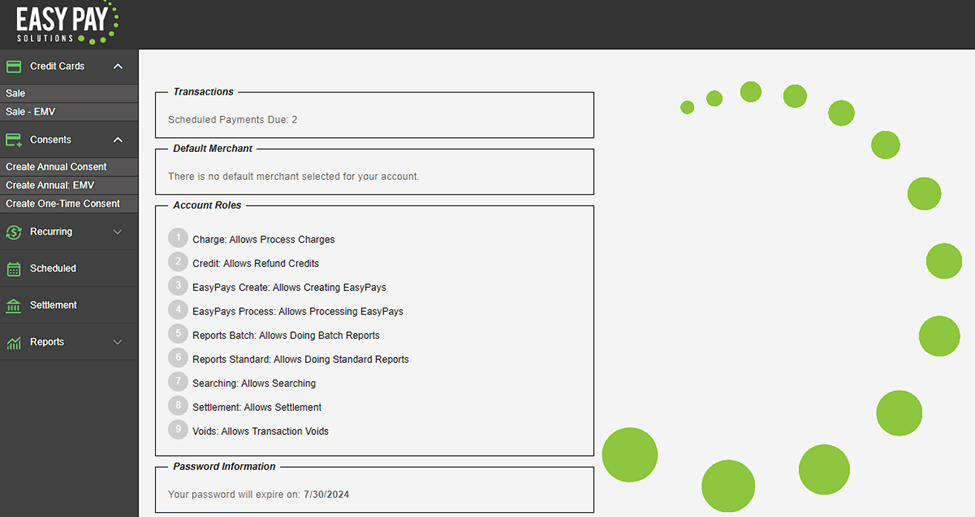 EASY PAY
SOLUTIONS
Credit Cards
Sale
Sale - EMV
Consents
Create Annual Consent
Create Annual: EMV
Create One-Time Consent
Recurring
Scheduled
Settlement
Reports
Transactions
Scheduled Payments Due: 2
Default Merchant
There is no default merchant selected for your account.
Account Roles
1 Charge: Allows Process Charges
2 Credit: Allows Refund Credits
3 EasyPays Create: Allows Creating EasyPays
4 EasyPays Process: Allows Processing EasyPays
5 Reports Batch: Allows Doing Batch Reports
6 Reports Standard: Allows Doing Standard Reports
7 Searching: Allows Searching
8 Settlement: Allows Settlement
9 Voids: Allows Transaction Voids
Password Information
Your password will expire on: 7/30/2024